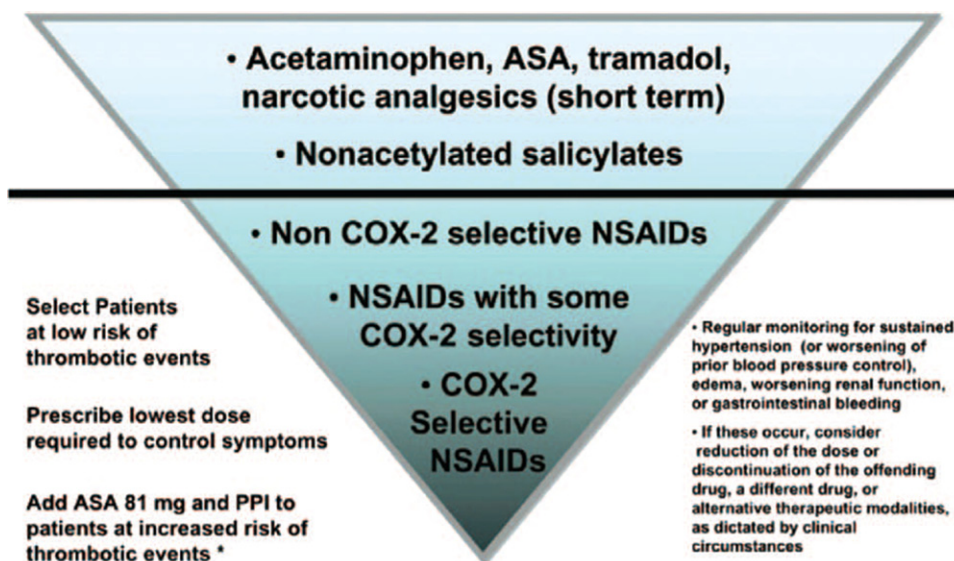 • Acetaminophen, ASA, tramadol,
narcotic analgesics (short term)
• Nonacetylated salicylates
• Non COX-2 selective NSAIDs
• NSAIDs with some
COX-2 selectivity
• COX-2
Selective
NSAIDs
Select Patients
at low risk of
thrombotic events
Prescribe lowest dose
required to control symptoms
Add ASA 81 mg and PPI to
patients at increased risk of
thrombotic events *
• Regular monitoring for sustained
hypertension (or worsening of
prior blood pressure control),
edema, worsening renal function,
or gastrointestinal bleeding
• If these occur, consider
reduction of the dose or
discontinuation of the offending
drug, a different drug, or
alternative therapeutic modalities,
as dictated by clinical
circumstances